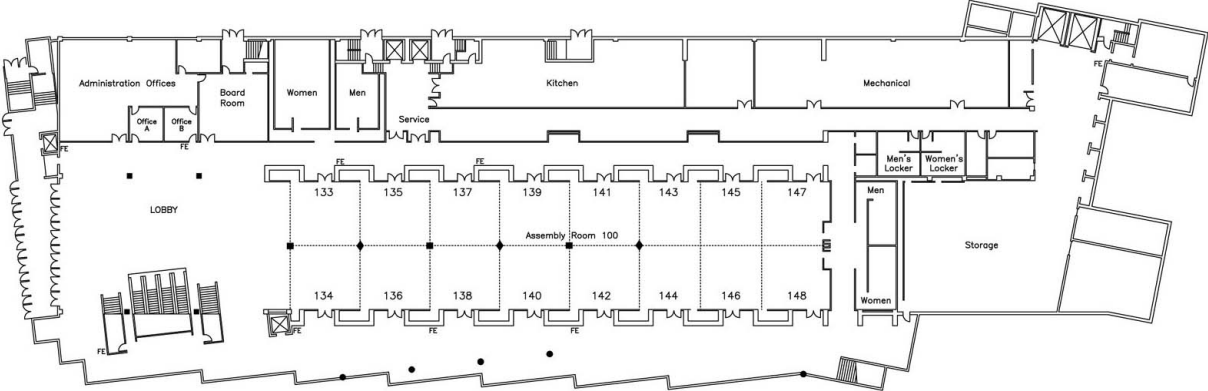 FE
Administration Offices
Kitchen
Mechanical
Women
Men
Board
Room
Office
A
Office
B
Service
FE
FE
FE
FE
Men's
Locker
Women's
Locker
133
135
137
139
141
143
145
147
Men
LOBBY
Assembly Room 100
Storage
134
136
138
140
142
144
146
148
Women
FE
FE
FE
FE